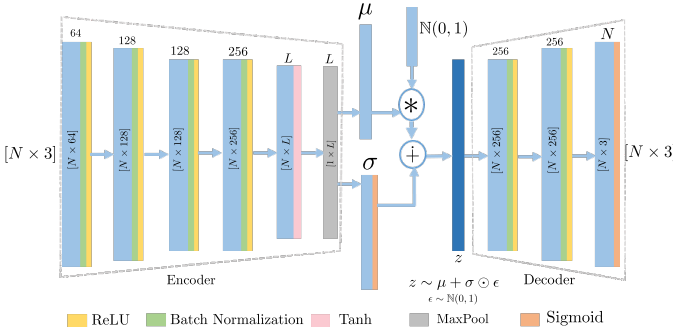 64
128
128
256
L
L
μ
ℕ(0, 1)
256
256
N
[N × 3]
[N × 64]
[N × 128]
[N × 128]
[N × 256]
[N × L]
[1 × L]
*
+
σ
[N × 256]
[N × 256]
[N × 3]
[N × 3]
z
Encoder
z ∼ μ + σ ⊙ ϵ
ϵ ∼ ℕ(0, 1)
Decoder
ReLU
Batch Normalization
Tanh
MaxPool
Sigmoid